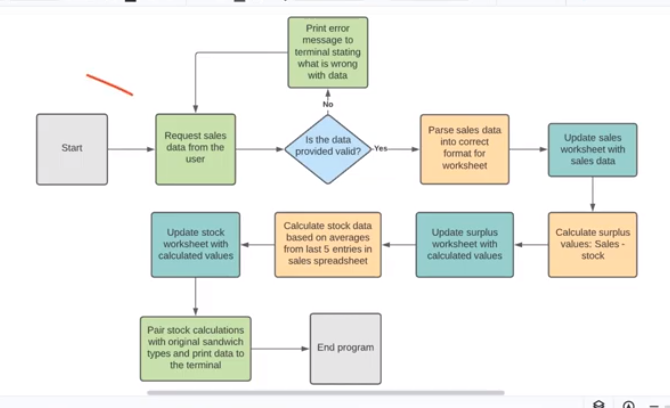 Print error
message to
terminal stating
what is wrong
with data
No
Start
Request sales
data from the
user
Is the data
provided valid?
Yes
Parse sales data
into correct
format for
worksheet
Update sales
worksheet with
sales data
Update stock
worksheet with
calculated values
Calculate stock data
based on averages
from last 5 entries in
sales spreadsheet
Update surplus
worksheet with
calculated values
Calculate surplus
values: Sales -
stock
Pair stock calculations
with original sandwich
types and print data to
the terminal
End program